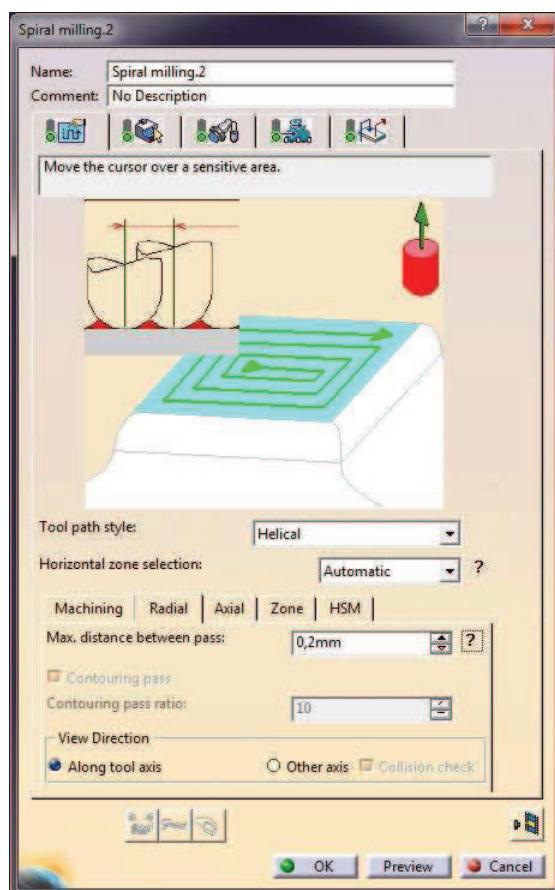 Spiral milling.2
Name: Spiral milling.2
Comment: No Description
Move the cursor over a sensitive area.
Tool path style: Helical
Horizontal zone selection: Automatic ?
Machining Radial Axial Zone HSM
Max. distance between pass: 0,2mm ?
Contouring pass
Contouring pass ratio: 10
View Direction
Along tool axis Other axis Collision check
OK Preview Cancel